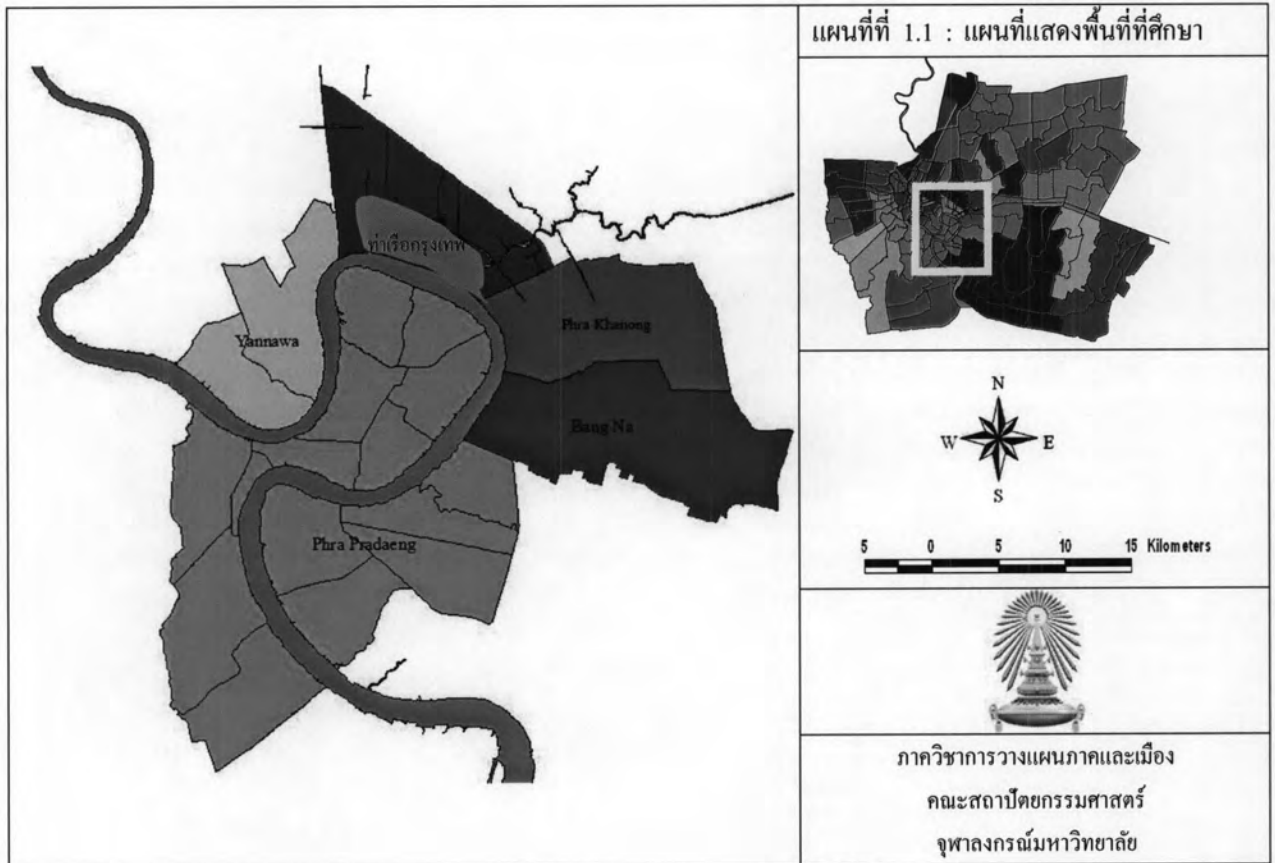 แผนที่ที่ 1.1 : แผนที่แสดงพื้นที่ที่ศึกษา
ท่าเรือกรุงเทพ
Yannawa
Phra Khanong
Bang Na
Phra Pradaeng
N
W E
S
5 0 5 10 15 Kilometers
ภาควิชาการวางแผนภาคและเมือง
คณะสถาปัตยกรรมศาสตร์
จุฬาลงกรณ์มหาวิทยาลัย